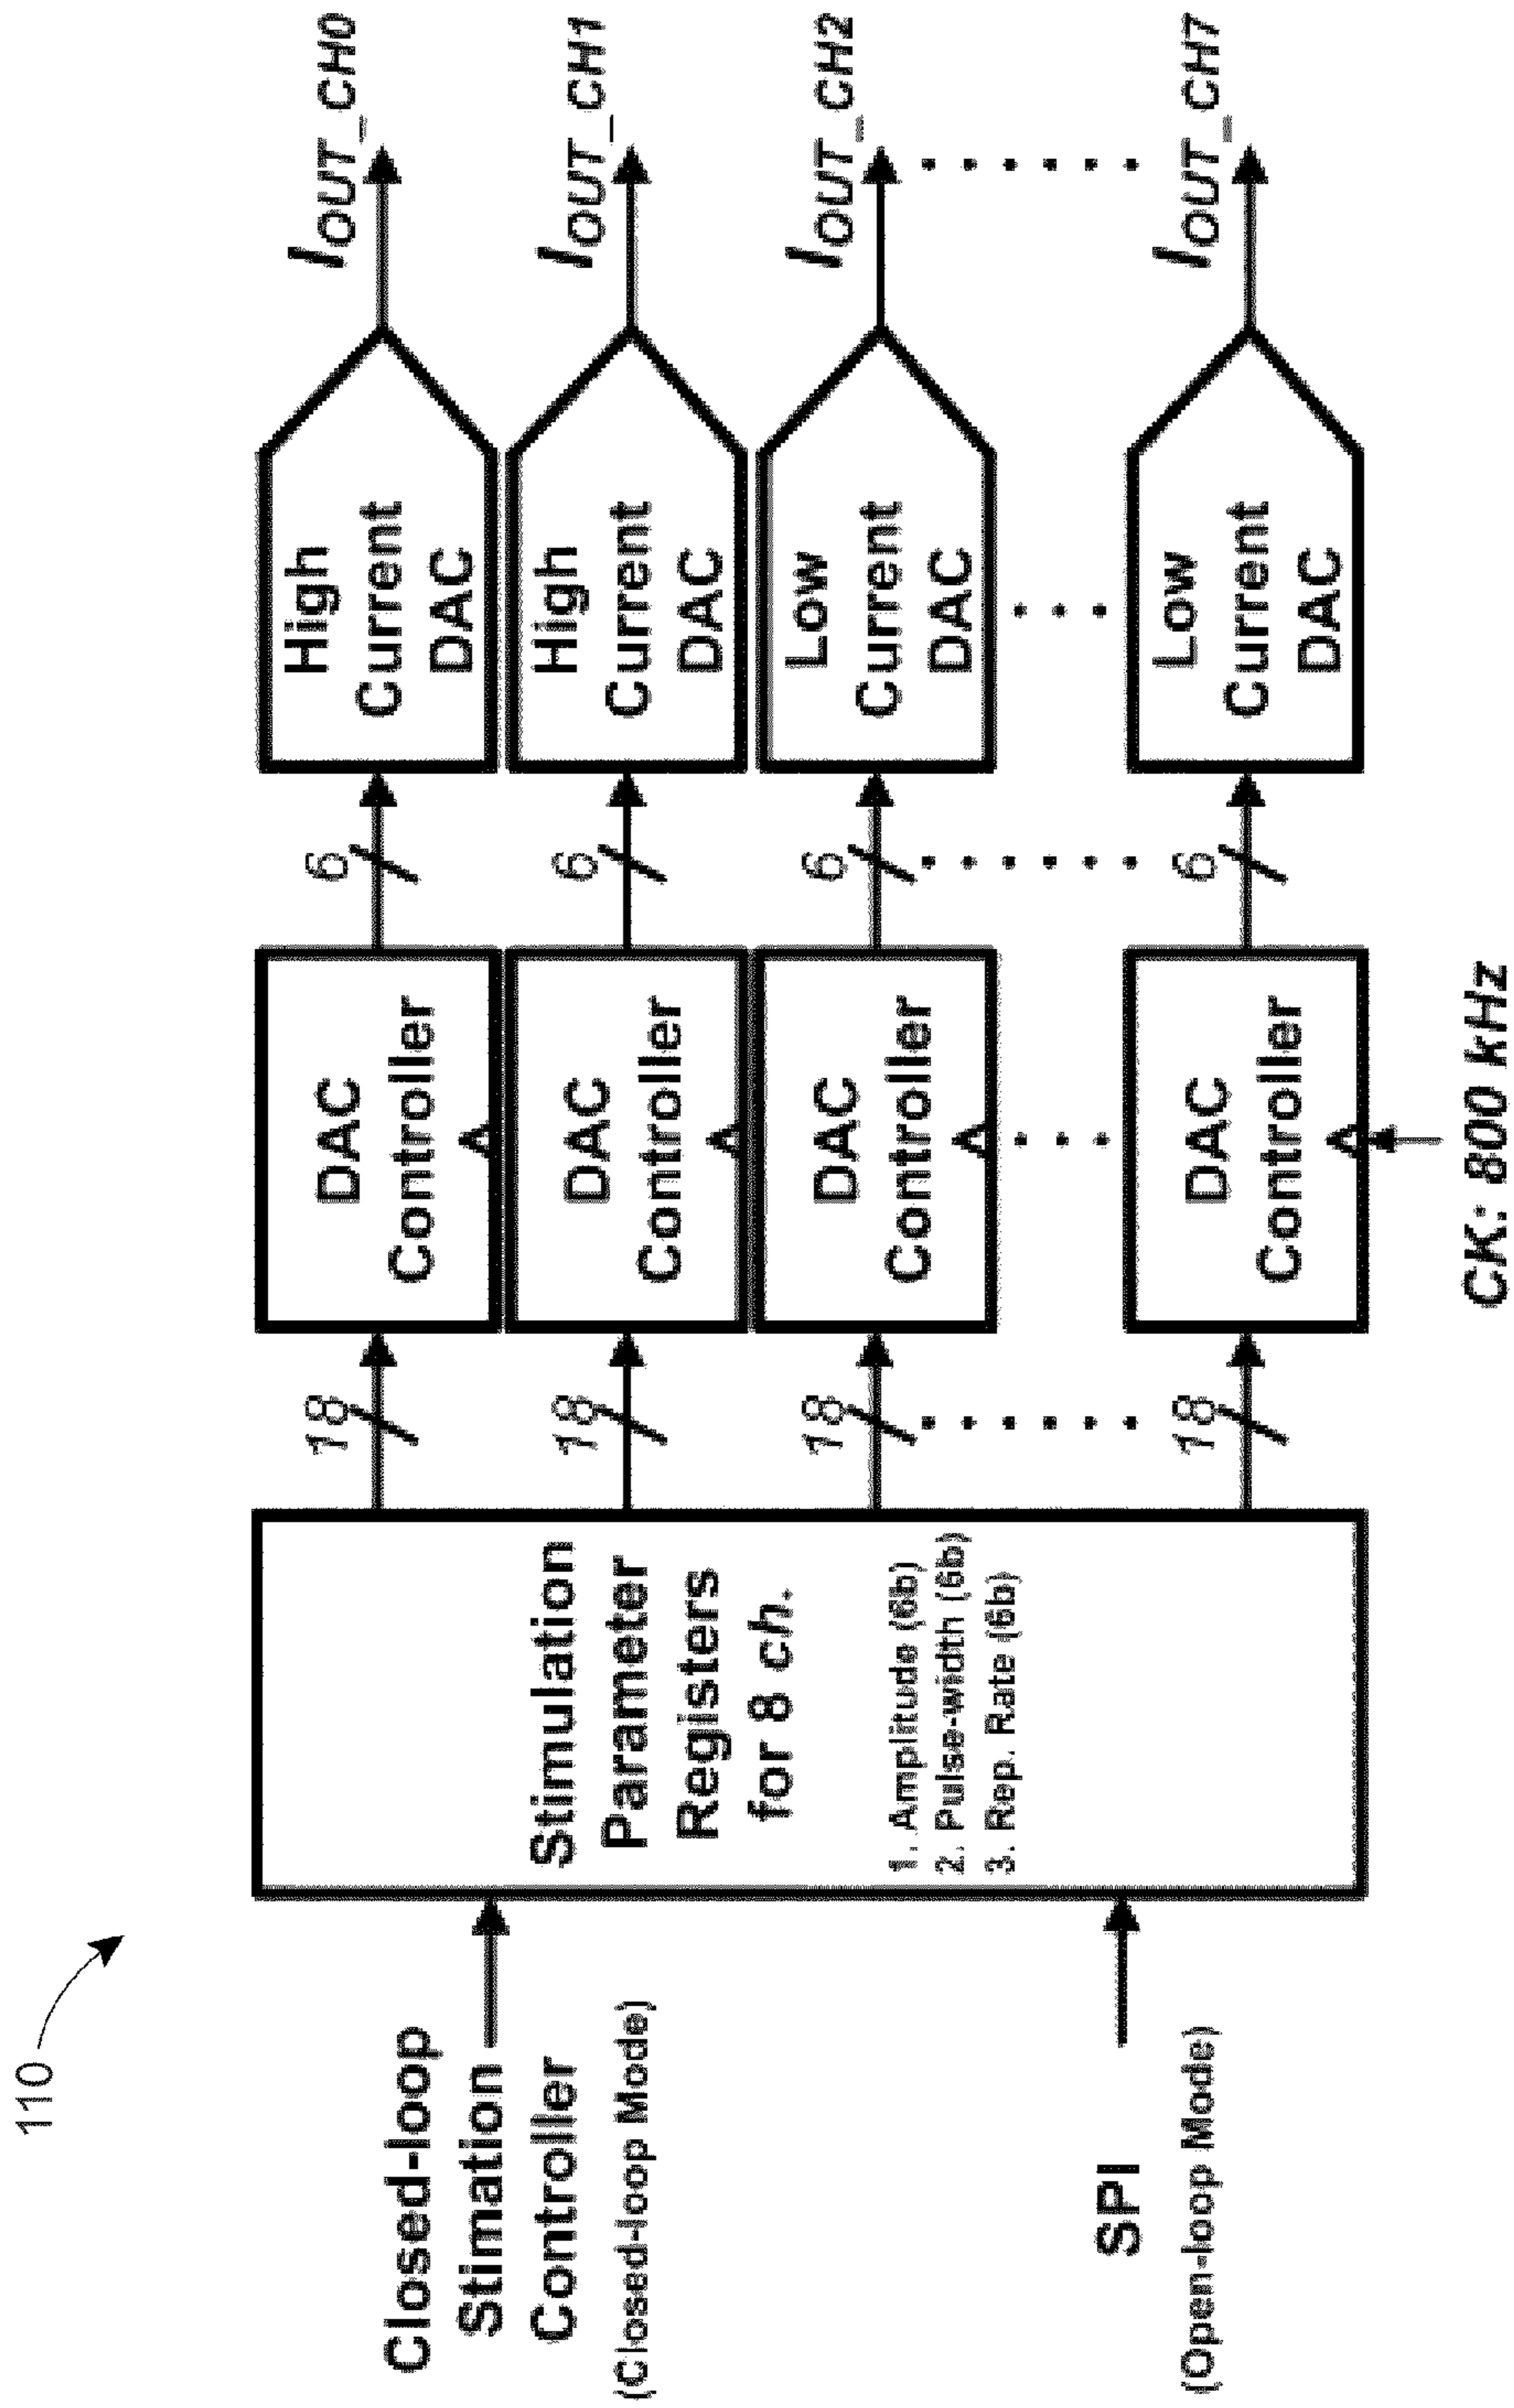 110
Closed-loop
Stimation
Controller
(Closed-loop Mode)
SPI
(Open-loop Mode)
Stimulation
Parameter
Registers
for 8 ch.
1. Amplitude (6b)
2. Pulse-width (6b)
3. Rep. Rate (6b)
18
18
18
18
DAC
Controller
DAC
Controller
DAC
Controller
DAC
Controller
CK: 800 kHz
6
6
6
6
High
Current
DAC
High
Current
DAC
Low
Current
DAC
Low
Current
DAC
IOUT_CH0
IOUT_CH1
IOUT_CH2
IOUT_CH7